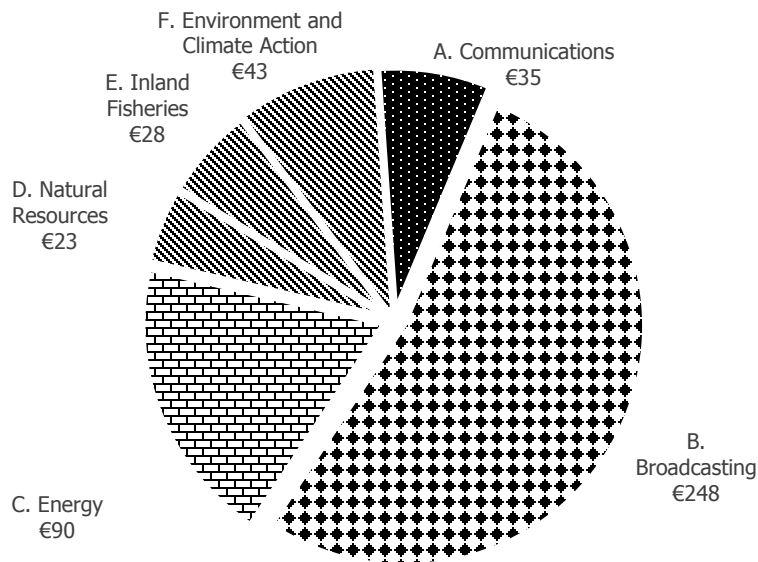 F. Environment and
Climate Action
€43
A. Communications
€35
E. Inland
Fisheries
€28
D. Natural
Resources
€23
B.
Broadcasting
€248
C. Energy
€90